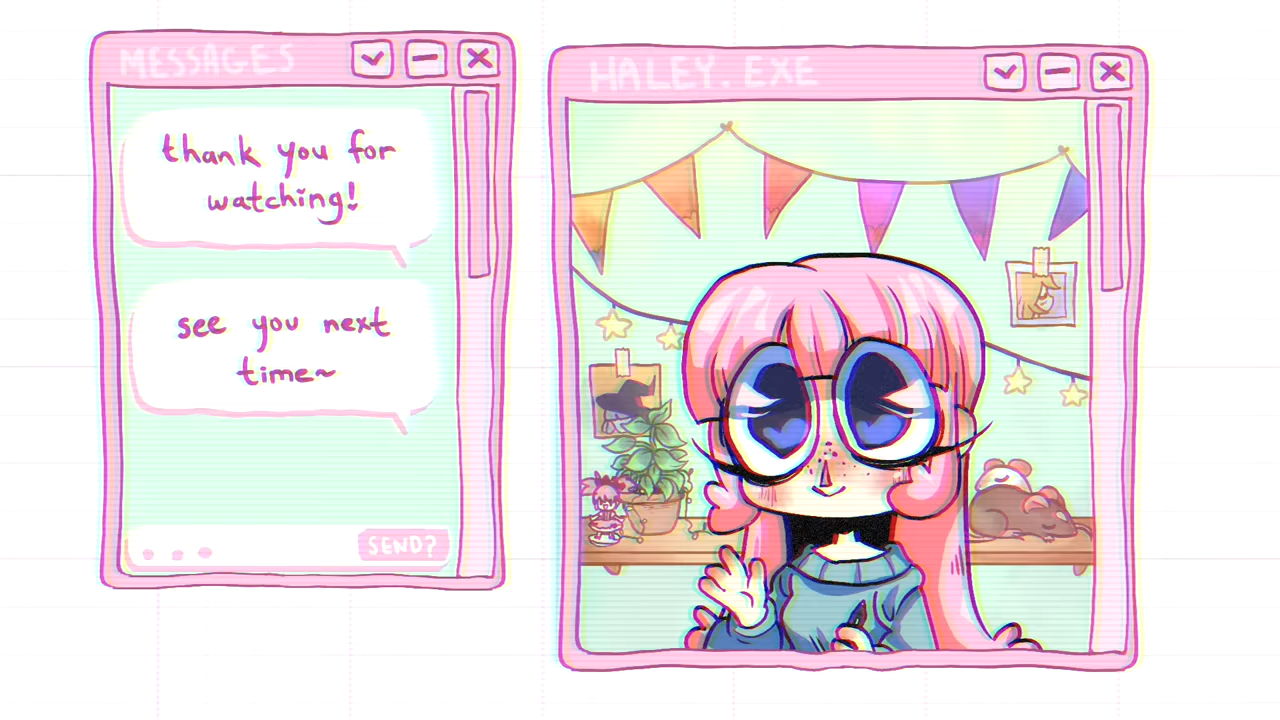 MESSAGES
thank you for
watching!
see you next
time~
SEND?
HALEY.EXE